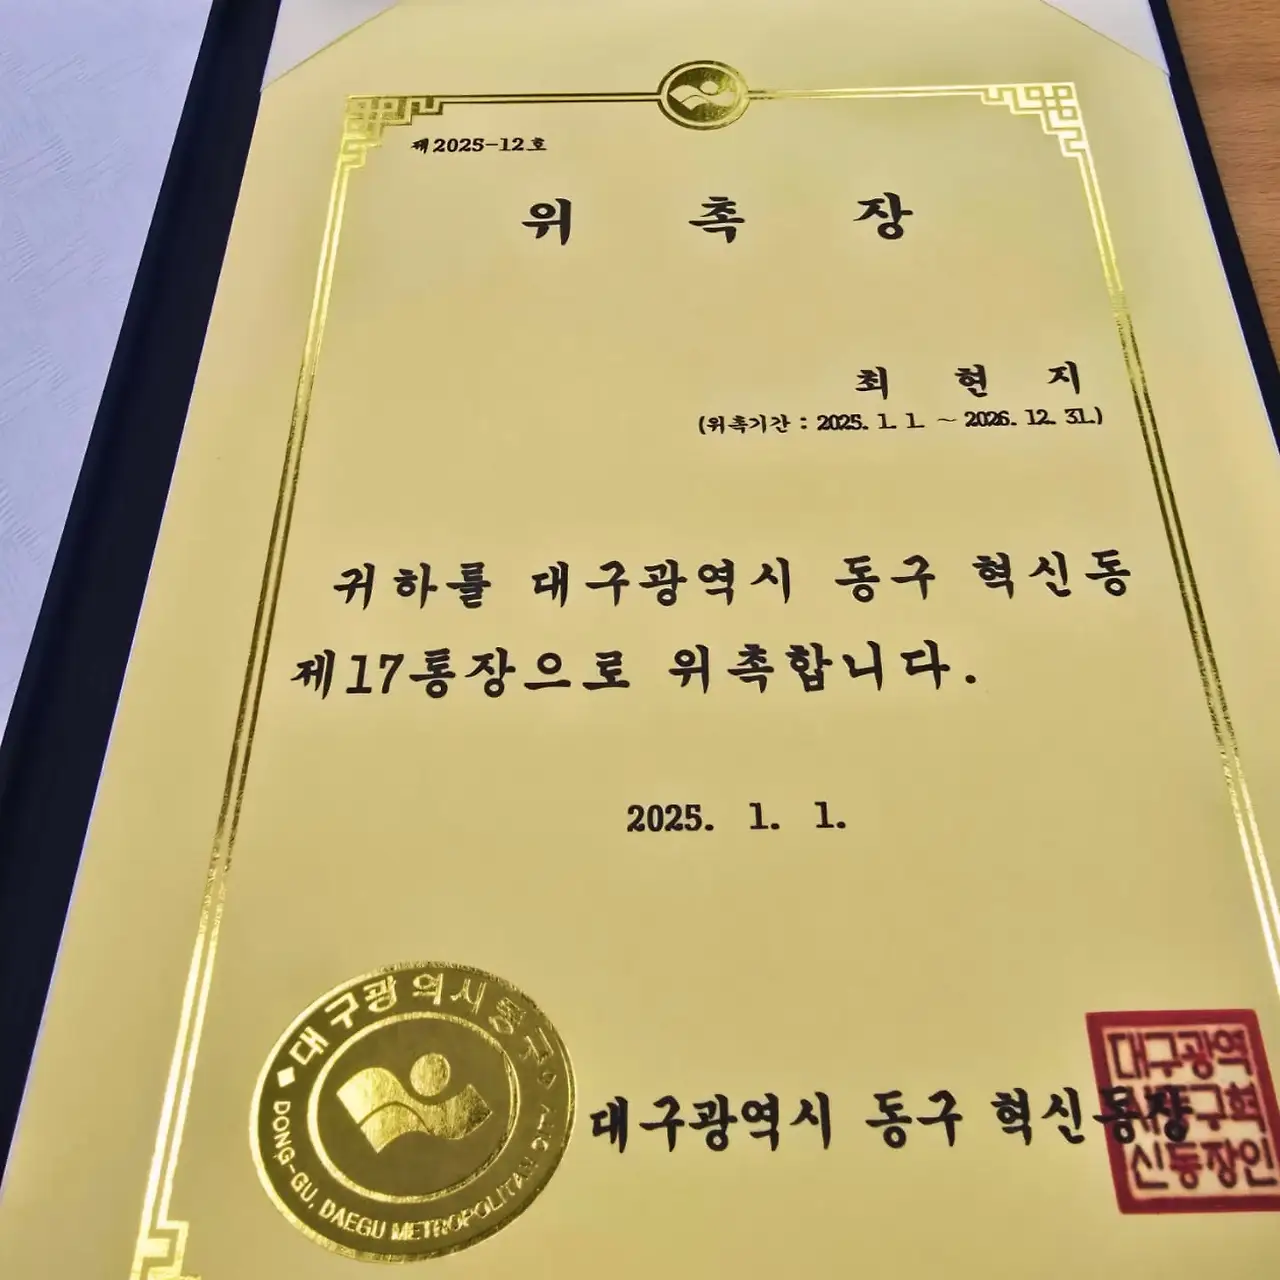 제2025-12호
위 촉 장
최 현 지
(위촉기간 : 2025. 1. 1. ~ 2026. 12. 31.)
귀하를 대구광역시 동구 혁신동
제17통장으로 위촉합니다.
2025. 1. 1.
대구광역시동구
DONG-GU, DAEGU METROPOLITAN CITY
대구광역시 동구 혁신동장
대구광역
시동구혁
신동장인